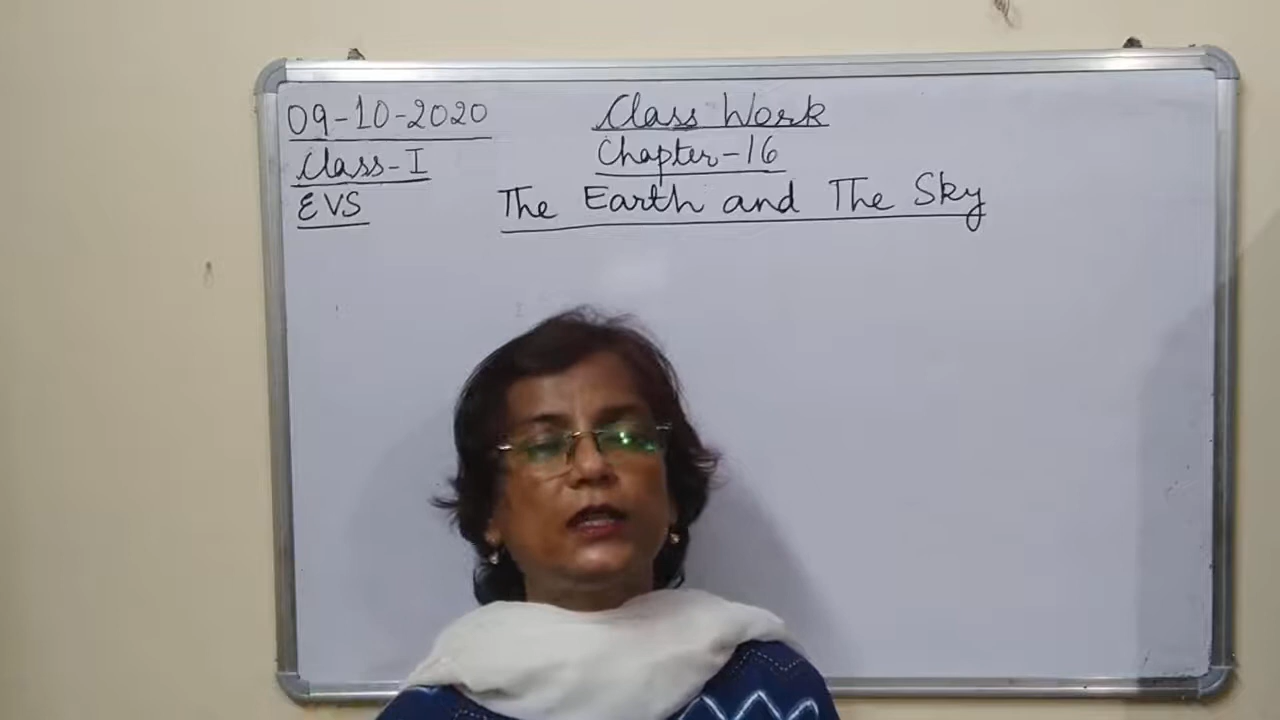 09-10-2020 Class Work
Class-I Chapter-16
EVS The Earth and The Sky